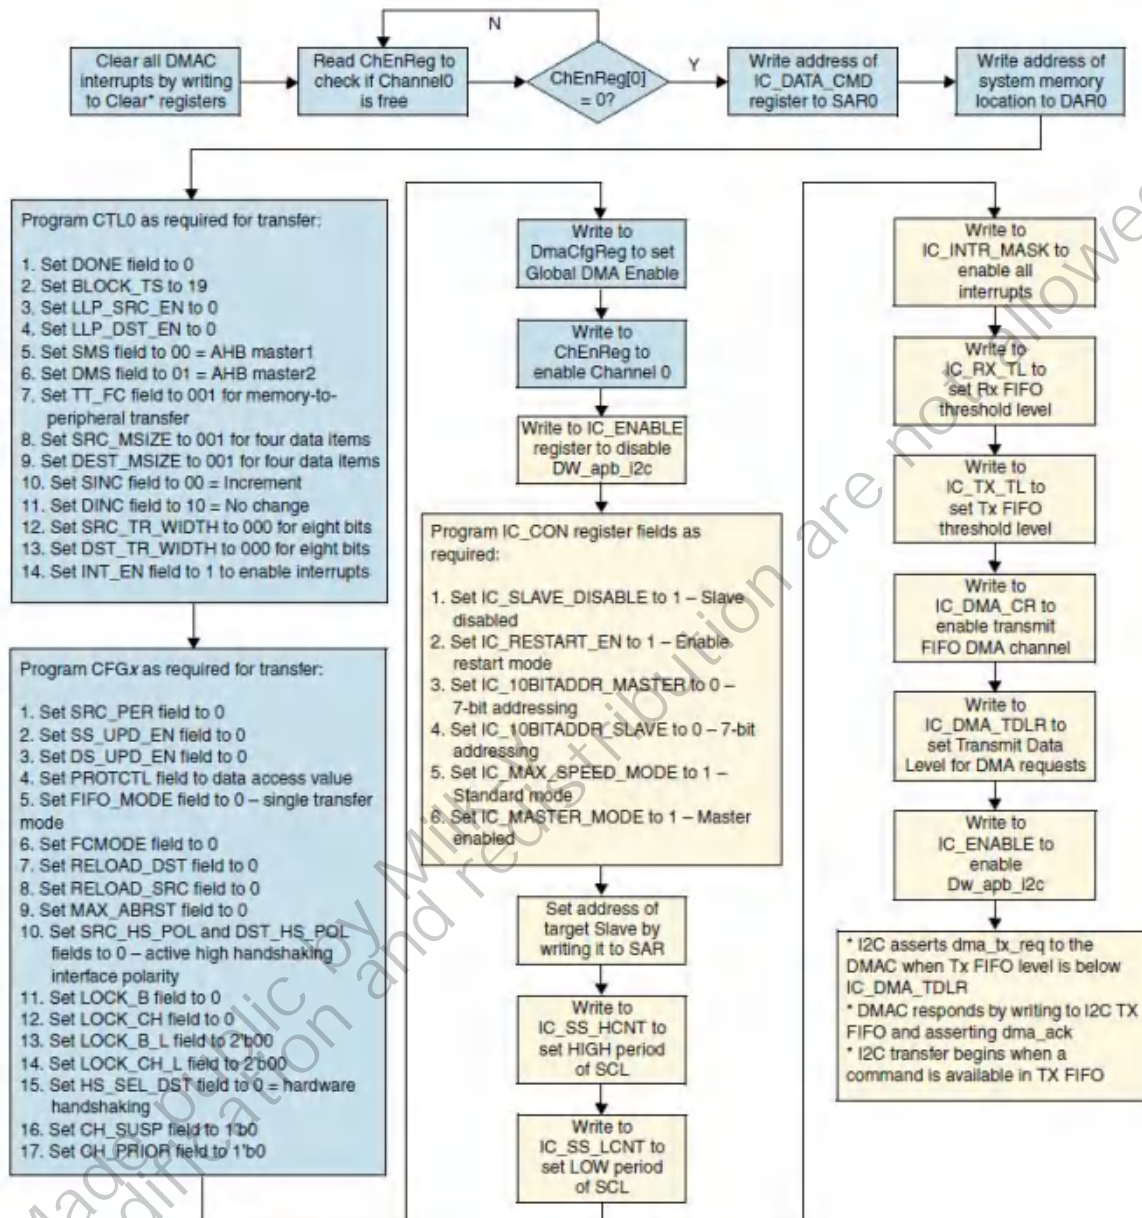 N
Clear all DMAC
interrupts by writing
to Clear* registers
Read ChEnReg to
check if Channel0
is free
ChEnReg[0]
= 0?
Y
Write address of
IC_DATA_CMD
register to SAR0
Write address of
system memory
location to DAR0
Program CTL0 as required for transfer:
1. Set DONE field to 0
2. Set BLOCK_TS to 19
3. Set LLP_SRC_EN to 0
4. Set LLP_DST_EN to 0
5. Set SMS field to 00 = AHB master1
6. Set DMS field to 01 = AHB master2
7. Set TT_FC field to 001 for memory-to-
peripheral transfer
8. Set SRC_MSIZE to 001 for four data items
9. Set DEST_MSIZE to 001 for four data items
10. Set SINC field to 00 = Increment
11. Set DINC field to 10 = No change
12. Set SRC_TR_WIDTH to 000 for eight bits
13. Set DST_TR_WIDTH to 000 for eight bits
14. Set INT_EN field to 1 to enable interrupts
Program CFGx as required for transfer:
1. Set SRC_PER field to 0
2. Set SS_UPD_EN field to 0
3. Set DS_UPD_EN field to 0
4. Set PROTCTL field to data access value
5. Set FIFO_MODE field to 0 – single transfer
mode
6. Set FCMODE field to 0
7. Set RELOAD_DST field to 0
8. Set RELOAD_SRC field to 0
9. Set MAX_ABRST field to 0
10. Set SRC_HS_POL and DST_HS_POL
fields to 0 – active high handshaking
interface polarity
11. Set LOCK_B field to 0
12. Set LOCK_CH field to 0
13. Set LOCK_B_L field to 2'b00
14. Set LOCK_CH_L field to 2'b00
15. Set HS_SEL_DST field to 0 = hardware
handshaking
16. Set CH_SUSP field to 1'b0
17. Set CH_PRIOR field to 1'b0
Write to
DmaCfgReg to set
Global DMA Enable
Write to
ChEnReg to
enable Channel 0
Write to IC_ENABLE
register to disable
DW_apb_i2c
Program IC_CON register fields as
required:
1. Set IC_SLAVE_DISABLE to 1 – Slave
disabled
2. Set IC_RESTART_EN to 1 – Enable
restart mode
3. Set IC_10BITADDR_MASTER to 0 –
7-bit addressing
4. Set IC_10BITADDR_SLAVE to 0 – 7-bit
addressing
5. Set IC_MAX_SPEED_MODE to 1 –
Standard mode
6. Set IC_MASTER_MODE to 1 – Master
enabled
Set address of
target Slave by
writing it to SAR
Write to
IC_SS_HCNT to
set HIGH period
of SCL
Write to
IC_SS_LCNT to
set LOW period
of SCL
Write to
IC_INTR_MASK to
enable all
interrupts
Write to
IC_RX_TL to
set Rx FIFO
threshold level
Write to
IC_TX_TL to
set Tx FIFO
threshold level
Write to
IC_DMA_CR to
enable transmit
FIFO DMA channel
Write to
IC_DMA_TDLR to
set Transmit Data
Level for DMA requests
Write to
IC_ENABLE to
enable
Dw_apb_i2c
* I2C asserts dma_tx_req to the
DMAC when Tx FIFO level is below
IC_DMA_TDLR
* DMAC responds by writing to I2C TX
FIFO and asserting dma_ack
* I2C transfer begins when a
command is available in TX FIFO
Made public by Milk-V
and redistribution are not allowed